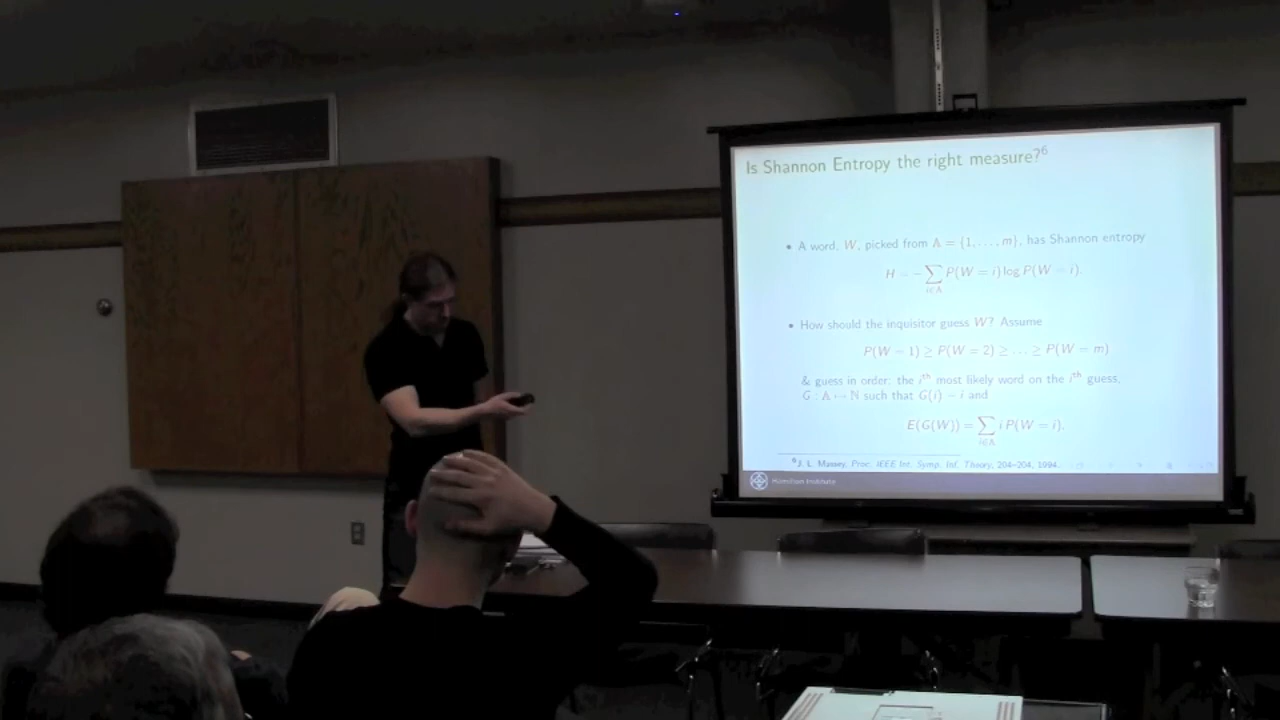 Is Shannon Entropy the right measure?⁶
• A word, W, picked from 𝔸 = {1, . . . , m}, has Shannon entropy
H = −∑_{i∈𝔸} P(W = i) log P(W = i).
• How should the inquisitor guess W? Assume
P(W = 1) ≥ P(W = 2) ≥ . . . ≥ P(W = m)
& guess in order: the iᵗʰ most likely word on the iᵗʰ guess,
G : 𝔸 ↔ ℕ such that G(i) = i and
E(G(W)) = ∑_{i∈𝔸} i P(W = i),
⁶J. L. Massey, Proc. IEEE Int. Symp. Inf. Theory, 204–204, 1994.
Hamilton Institute